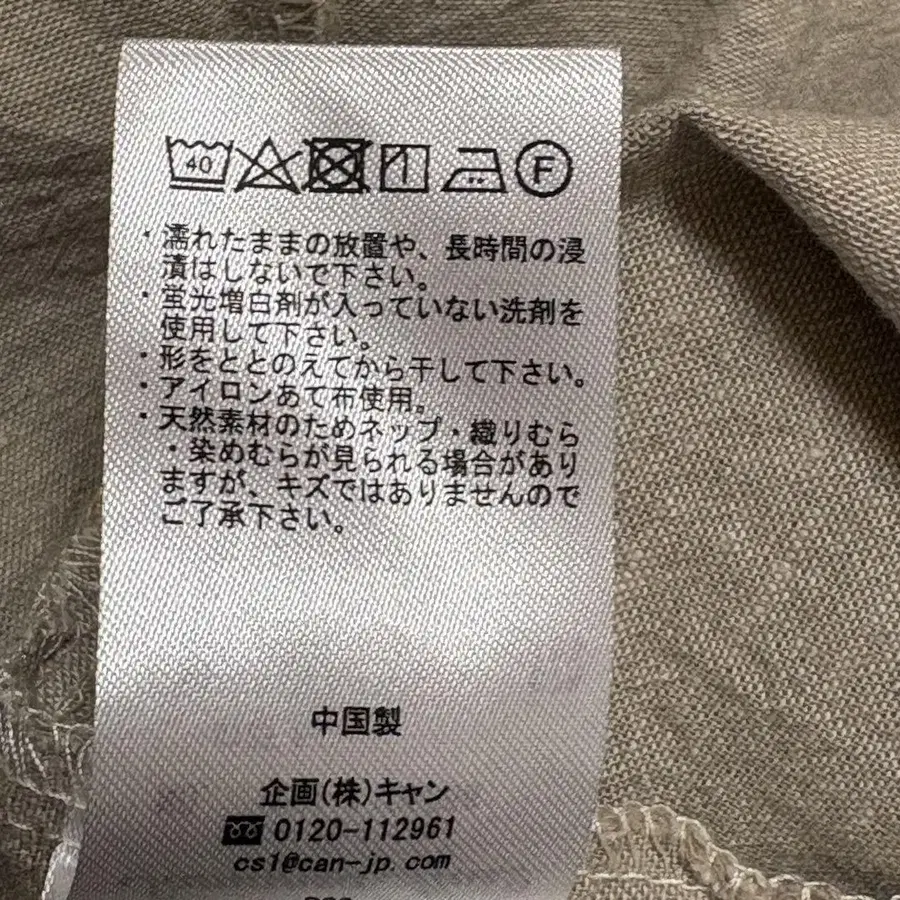 40 F
・濡れたままの放置や、長時間の浸
漬はしないで下さい。
・蛍光増白剤が入っていない洗剤を
使用して下さい。
・形をととのえてから干して下さい。
・アイロンあて布使用。
・天然素材のためネップ・織りむら
・染めむらが見られる場合があり
ますが、キズではありませんので
ご了承下さい。
中国製
企画(株)キャン
0120-112961
cs1@can-jp.com